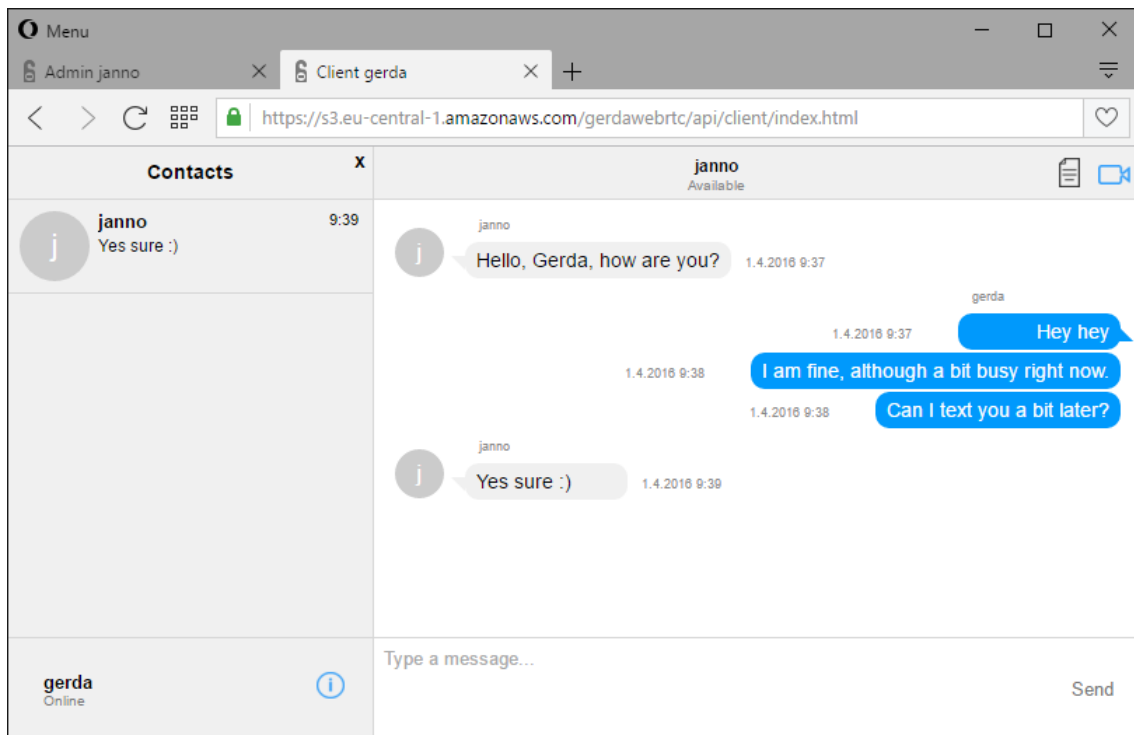 Menu
Admin janno
Client gerda
https://s3.eu-central-1.amazonaws.com/gerdawebrtc/api/client/index.html
Contacts
x
janno
Available
j
janno
9:39
Yes sure :)
janno
j
Hello, Gerda, how are you?
1.4.2016 9:37
gerda
1.4.2016 9:37
Hey hey
1.4.2016 9:38
I am fine, although a bit busy right now.
1.4.2016 9:38
Can I text you a bit later?
janno
j
Yes sure :)
1.4.2016 9:39
gerda
Online
i
Type a message...
Send